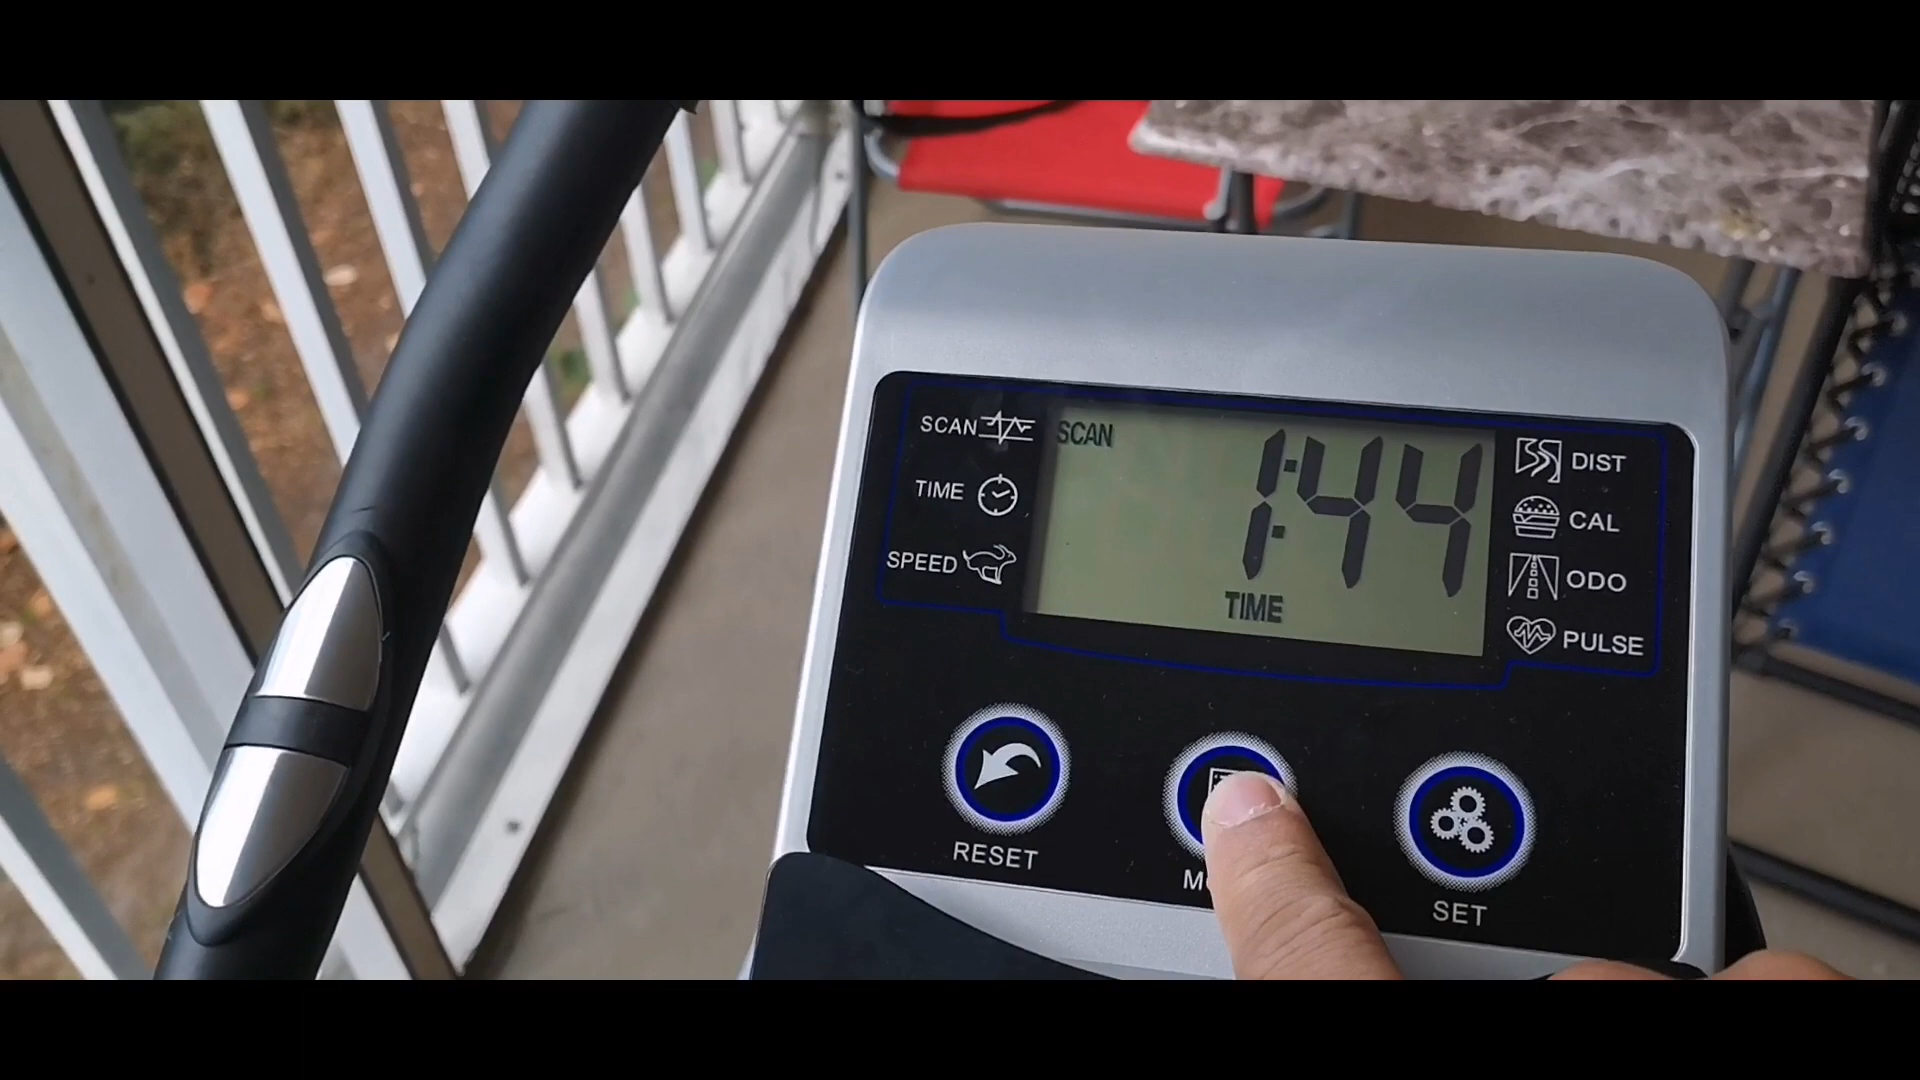 SCAN
TIME
SPEED
SCAN
1:44
TIME
DIST
CAL
ODO
PULSE
RESET
SET